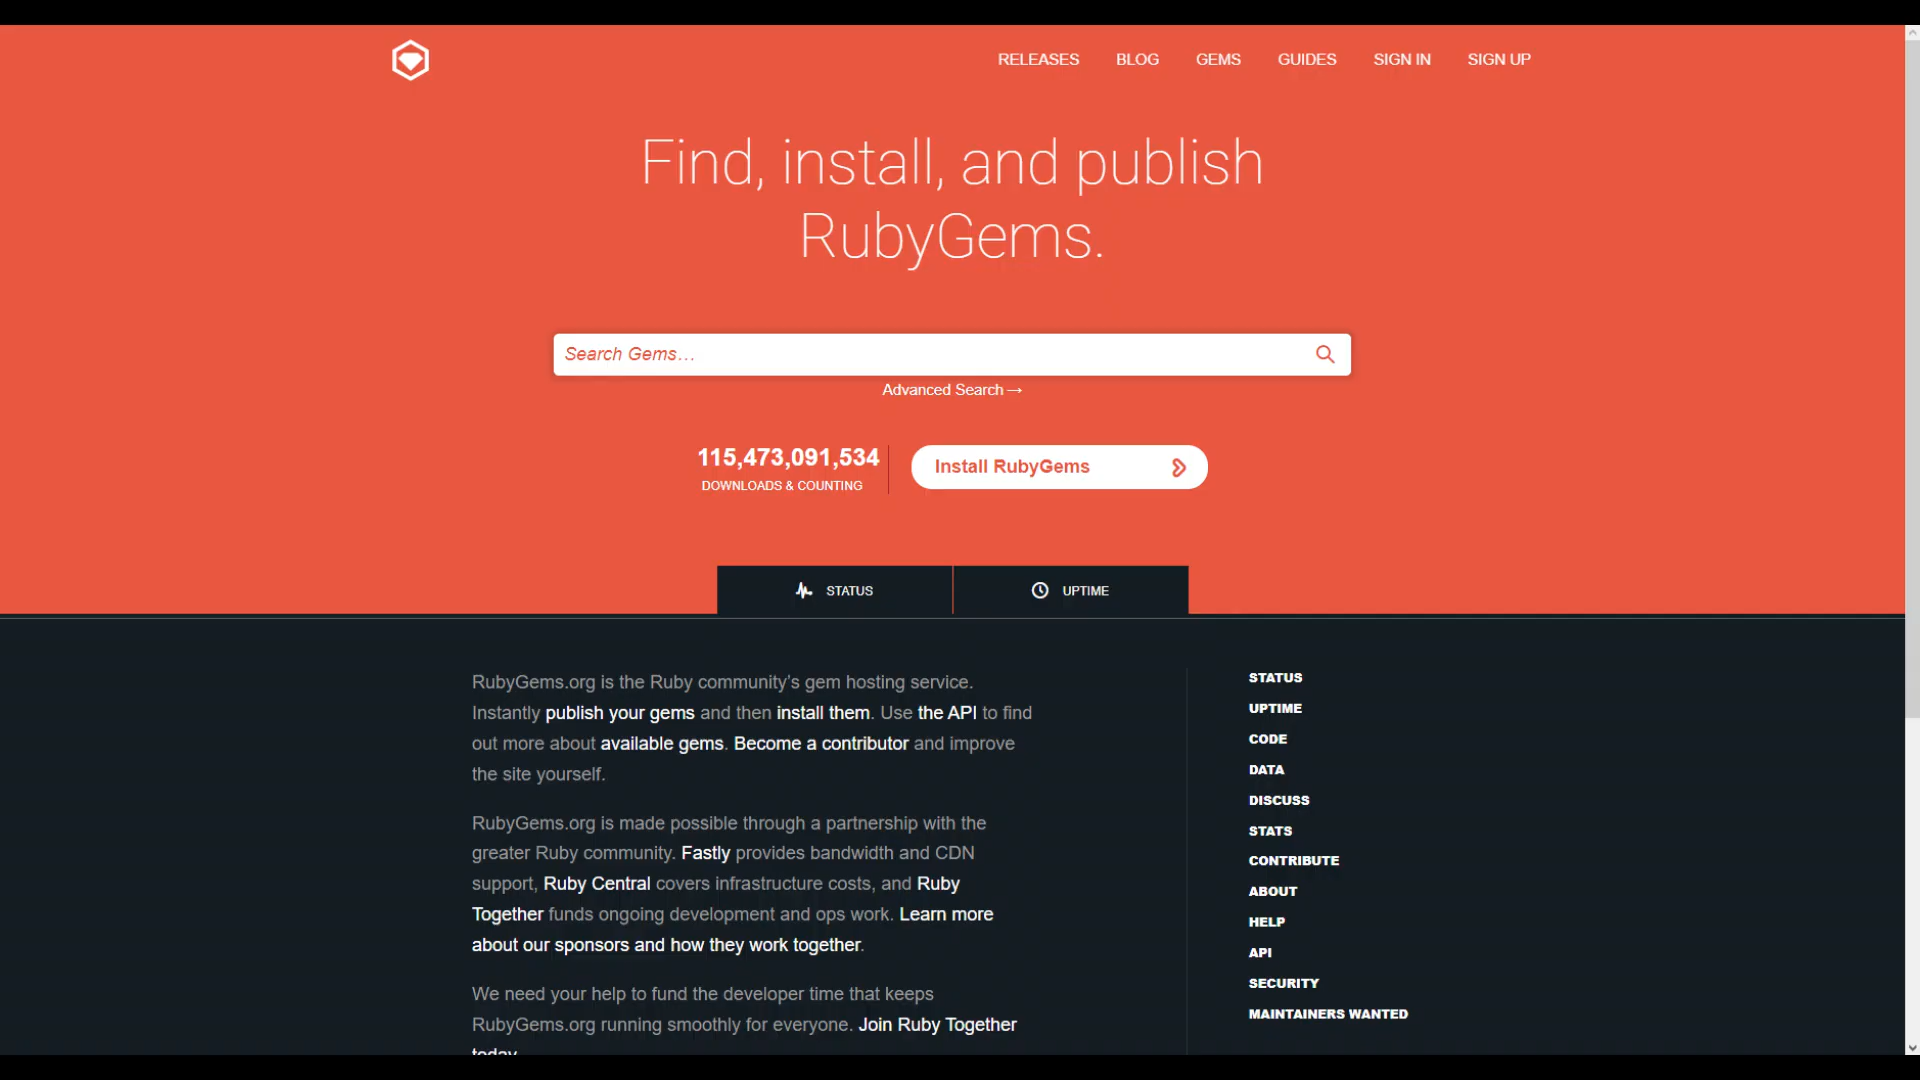 RELEASES BLOG GEMS GUIDES SIGN IN SIGN UP
Find, install, and publish
RubyGems.
Search Gems…
Advanced Search →
115,473,091,534
DOWNLOADS & COUNTING
Install RubyGems
STATUS
UPTIME
RubyGems.org is the Ruby community’s gem hosting service.
Instantly publish your gems and then install them. Use the API to find
out more about available gems. Become a contributor and improve
the site yourself.
RubyGems.org is made possible through a partnership with the
greater Ruby community. Fastly provides bandwidth and CDN
support, Ruby Central covers infrastructure costs, and Ruby
Together funds ongoing development and ops work. Learn more
about our sponsors and how they work together.
We need your help to fund the developer time that keeps
RubyGems.org running smoothly for everyone. Join Ruby Together
today
STATUS
UPTIME
CODE
DATA
DISCUSS
STATS
CONTRIBUTE
ABOUT
HELP
API
SECURITY
MAINTAINERS WANTED